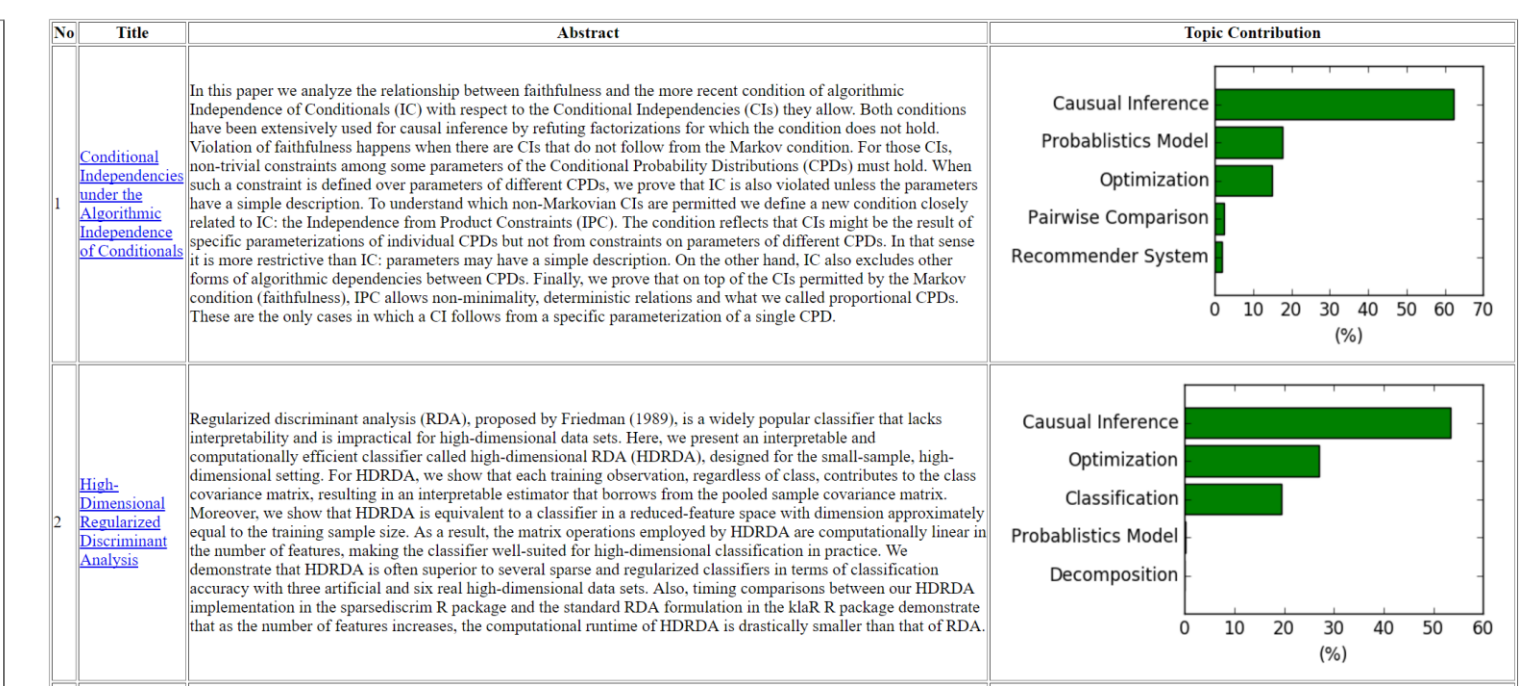 No Title Abstract Topic Contribution
1
Conditional
Independencies
under the
Algorithmic
Independence
of Conditionals
In this paper we analyze the relationship between faithfulness and the more recent condition of algorithmic
Independence of Conditionals (IC) with respect to the Conditional Independencies (CIs) they allow. Both conditions
have been extensively used for causal inference by refuting factorizations for which the condition does not hold.
Violation of faithfulness happens when there are CIs that do not follow from the Markov condition. For those CIs,
non-trivial constraints among some parameters of the Conditional Probability Distributions (CPDs) must hold. When
such a constraint is defined over parameters of different CPDs, we prove that IC is also violated unless the parameters
have a simple description. To understand which non-Markovian CIs are permitted we define a new condition closely
related to IC: the Independence from Product Constraints (IPC). The condition reflects that CIs might be the result of
specific parameterizations of individual CPDs but not from constraints on parameters of different CPDs. In that sense
it is more restrictive than IC: parameters may have a simple description. On the other hand, IC also excludes other
forms of algorithmic dependencies between CPDs. Finally, we prove that on top of the CIs permitted by the Markov
condition (faithfulness), IPC allows non-minimality, deterministic relations and what we called proportional CPDs.
These are the only cases in which a CI follows from a specific parameterization of a single CPD.
Causual Inference
Probablistics Model
Optimization
Pairwise Comparison
Recommender System
0 10 20 30 40 50 60 70
(%)
2
High-
Dimensional
Regularized
Discriminant
Analysis
Regularized discriminant analysis (RDA), proposed by Friedman (1989), is a widely popular classifier that lacks
interpretability and is impractical for high-dimensional data sets. Here, we present an interpretable and
computationally efficient classifier called high-dimensional RDA (HDRDA), designed for the small-sample, high-
dimensional setting. For HDRDA, we show that each training observation, regardless of class, contributes to the class
covariance matrix, resulting in an interpretable estimator that borrows from the pooled sample covariance matrix.
Moreover, we show that HDRDA is equivalent to a classifier in a reduced-feature space with dimension approximately
equal to the training sample size. As a result, the matrix operations employed by HDRDA are computationally linear in
the number of features, making the classifier well-suited for high-dimensional classification in practice. We
demonstrate that HDRDA is often superior to several sparse and regularized classifiers in terms of classification
accuracy with three artificial and six real high-dimensional data sets. Also, timing comparisons between our HDRDA
implementation in the sparsediscrim R package and the standard RDA formulation in the klaR R package demonstrate
that as the number of features increases, the computational runtime of HDRDA is drastically smaller than that of RDA.
Causual Inference
Optimization
Classification
Probablistics Model
Decomposition
0 10 20 30 40 50 60
(%)